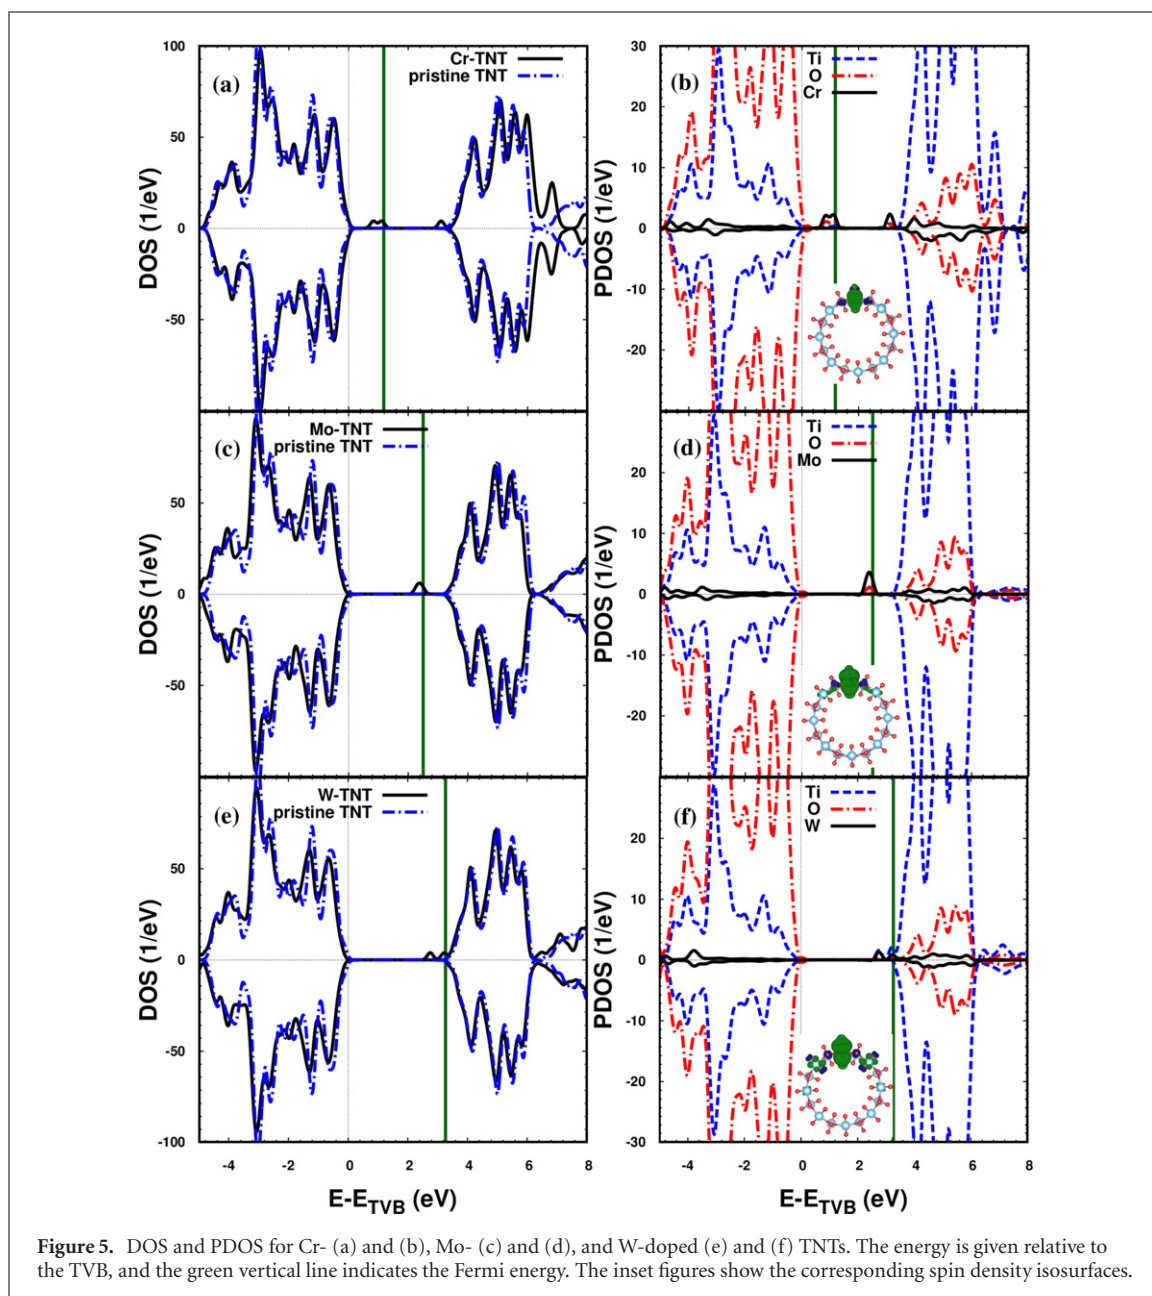 100
50
0
-50
DOS (1/eV)
(a)
Cr-TNT
pristine TNT
30
20
10
0
-10
-20
PDOS (1/eV)
(b)
Ti
O
Cr
50
0
-50
DOS (1/eV)
(c)
Mo-TNT
pristine TNT
20
10
0
-10
-20
PDOS (1/eV)
(d)
Ti
O
Mo
50
0
-50
-100
DOS (1/eV)
(e)
W-TNT
pristine TNT
-4 -2 0 2 4 6 8
E-ETVB (eV)
20
10
0
-10
-20
-30
PDOS (1/eV)
(f)
Ti
O
W
-4 -2 0 2 4 6 8
E-ETVB (eV)
Figure 5. DOS and PDOS for Cr- (a) and (b), Mo- (c) and (d), and W-doped (e) and (f) TNTs. The energy is given relative to
the TVB, and the green vertical line indicates the Fermi energy. The inset figures show the corresponding spin density isosurfaces.